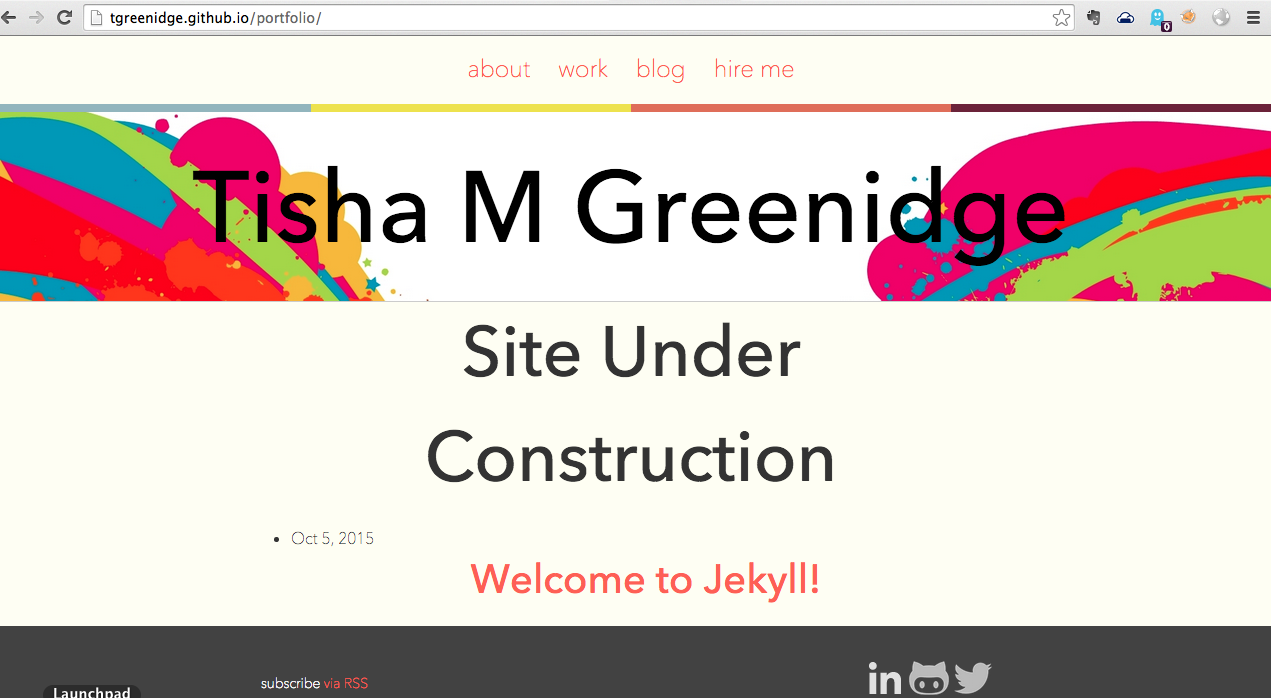 tgreenidge.github.io/portfolio/
0
about work blog hire me
Tisha M Greenidge
Site Under
Construction
Oct 5, 2015
Welcome to Jekyll!
subscribe via RSS
in
Launchpad